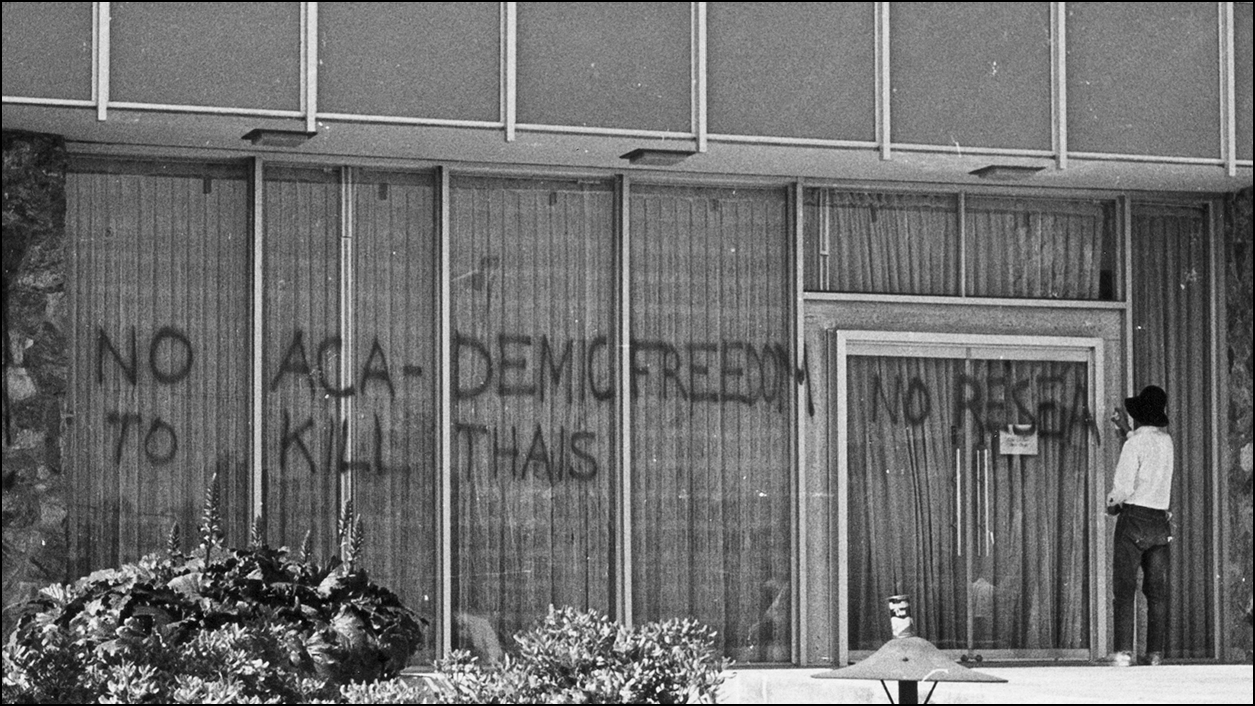 NO ACA-DEMIC FREEDOM
TO KILL THAIS
NO RESEA